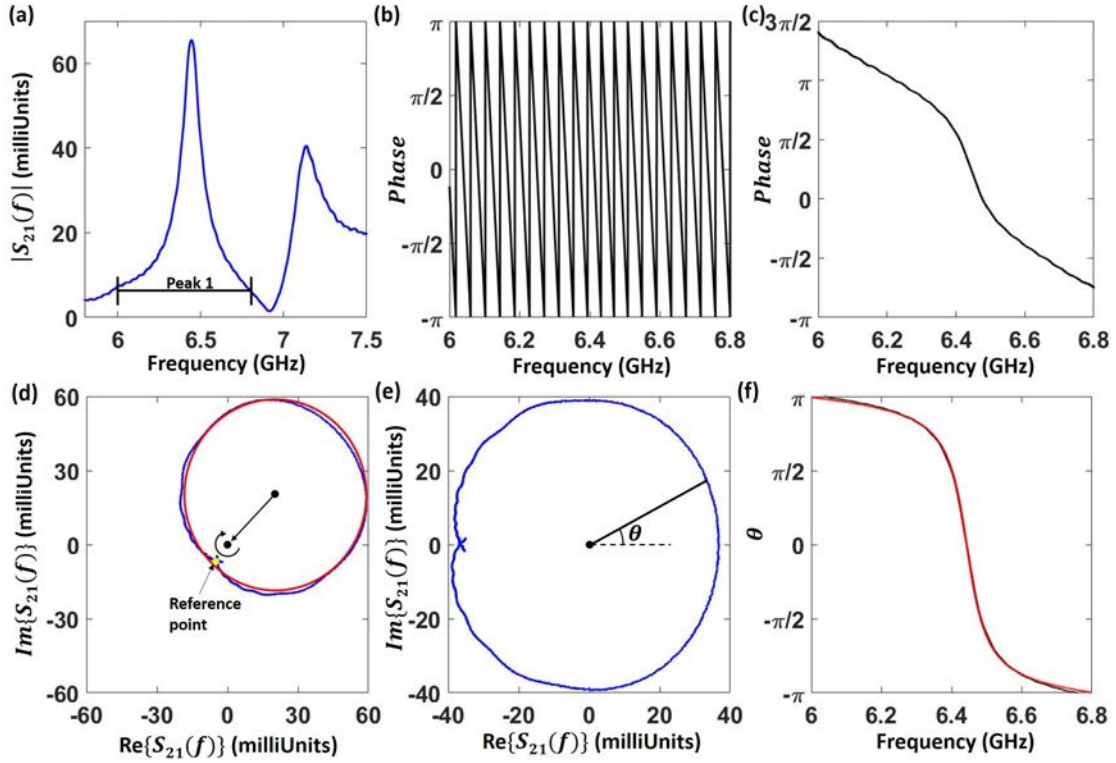 (a)
|S₂₁(f)| (milliUnits)
60
40
20
0
Peak 1
6
6.5
7
7.5
Frequency (GHz)
(b)
Phase
π
π/2
0
-π/2
-π
6
6.2
6.4
6.6
6.8
Frequency (GHz)
(c)
Phase
3π/2
π
π/2
0
-π/2
-π
6
6.2
6.4
6.6
6.8
Frequency (GHz)
(d)
Im{S₂₁(f)} (milliUnits)
60
30
0
-30
-60
Reference
point
-60
-30
0
30
60
Re{S₂₁(f)} (milliUnits)
(e)
Im{S₂₁(f)} (milliUnits)
40
20
0
-20
-40
θ
-40
-20
0
20
40
Re{S₂₁(f)} (milliUnits)
(f)
θ
π
π/2
0
-π/2
-π
6
6.2
6.4
6.6
6.8
Frequency (GHz)